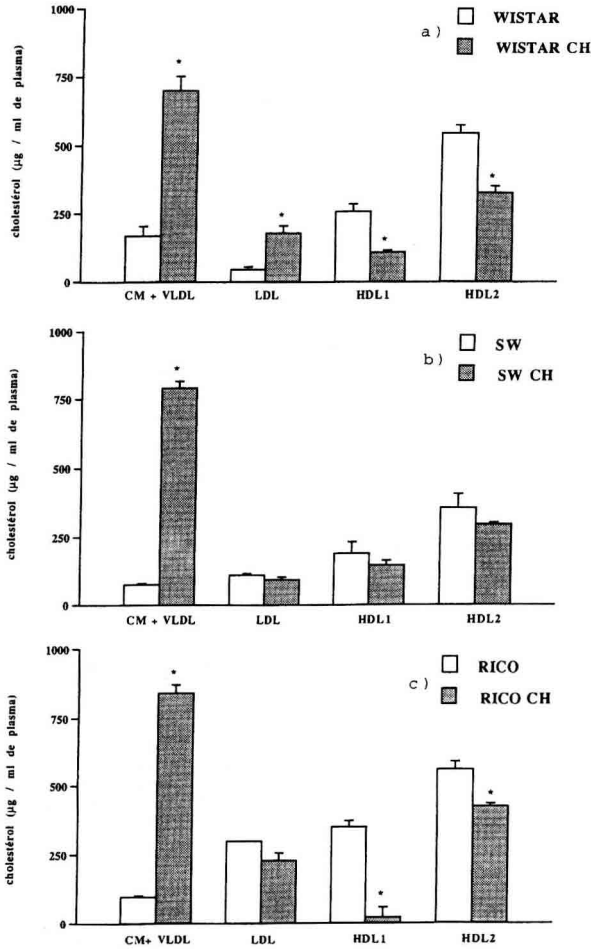 cholestérol (µg / ml de plasma)
1000
750
500
250
0
a )
WISTAR
WISTAR CH
*
*
*
*
CM + VLDL
LDL
HDL1
HDL2
cholestérol (µg / ml de plasma)
1000
750
500
250
0
b )
SW
SW CH
*
CM + VLDL
LDL
HDL1
HDL2
cholestérol (µg / ml de plasma)
1000
750
500
250
0
c )
RICO
RICO CH
*
*
*
CM+ VLDL
LDL
HDL1
HDL2